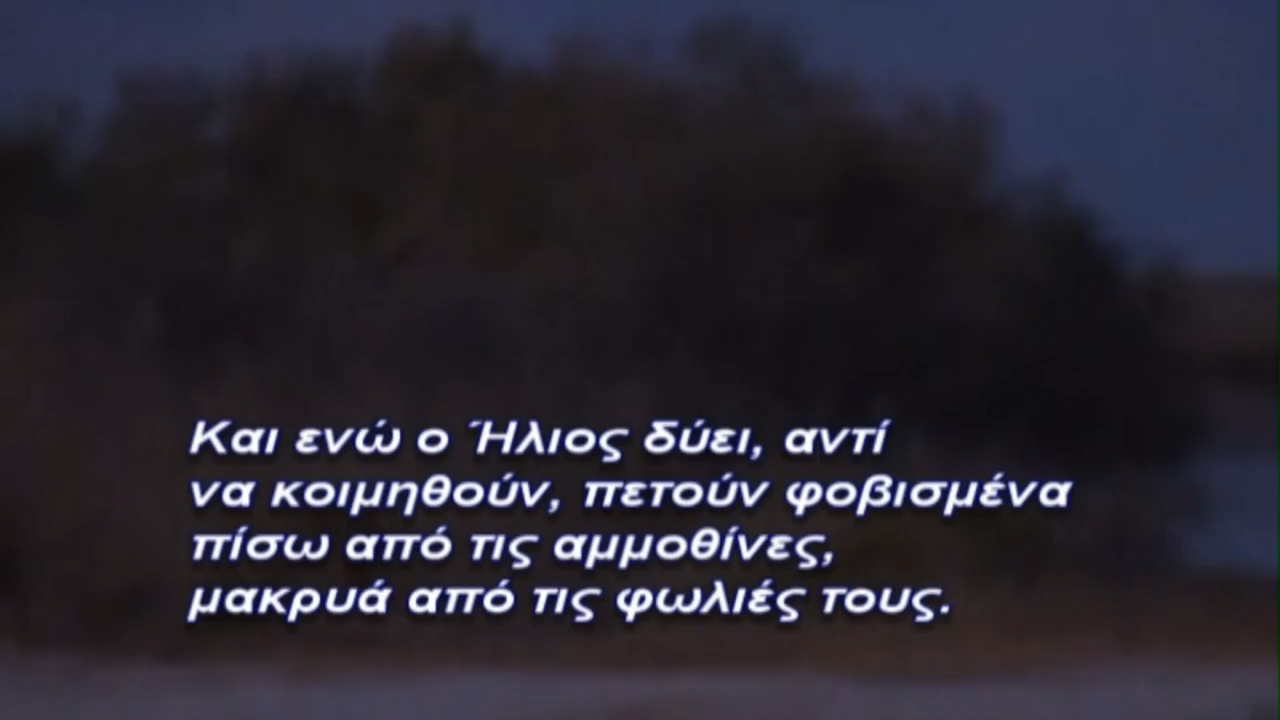 Και ενώ ο Ήλιος δύει, αντί
να κοιμηθούν, πετούν φοβισμένα
πίσω από τις αμμοθίνες,
μακρυά από τις φωλιές τους.